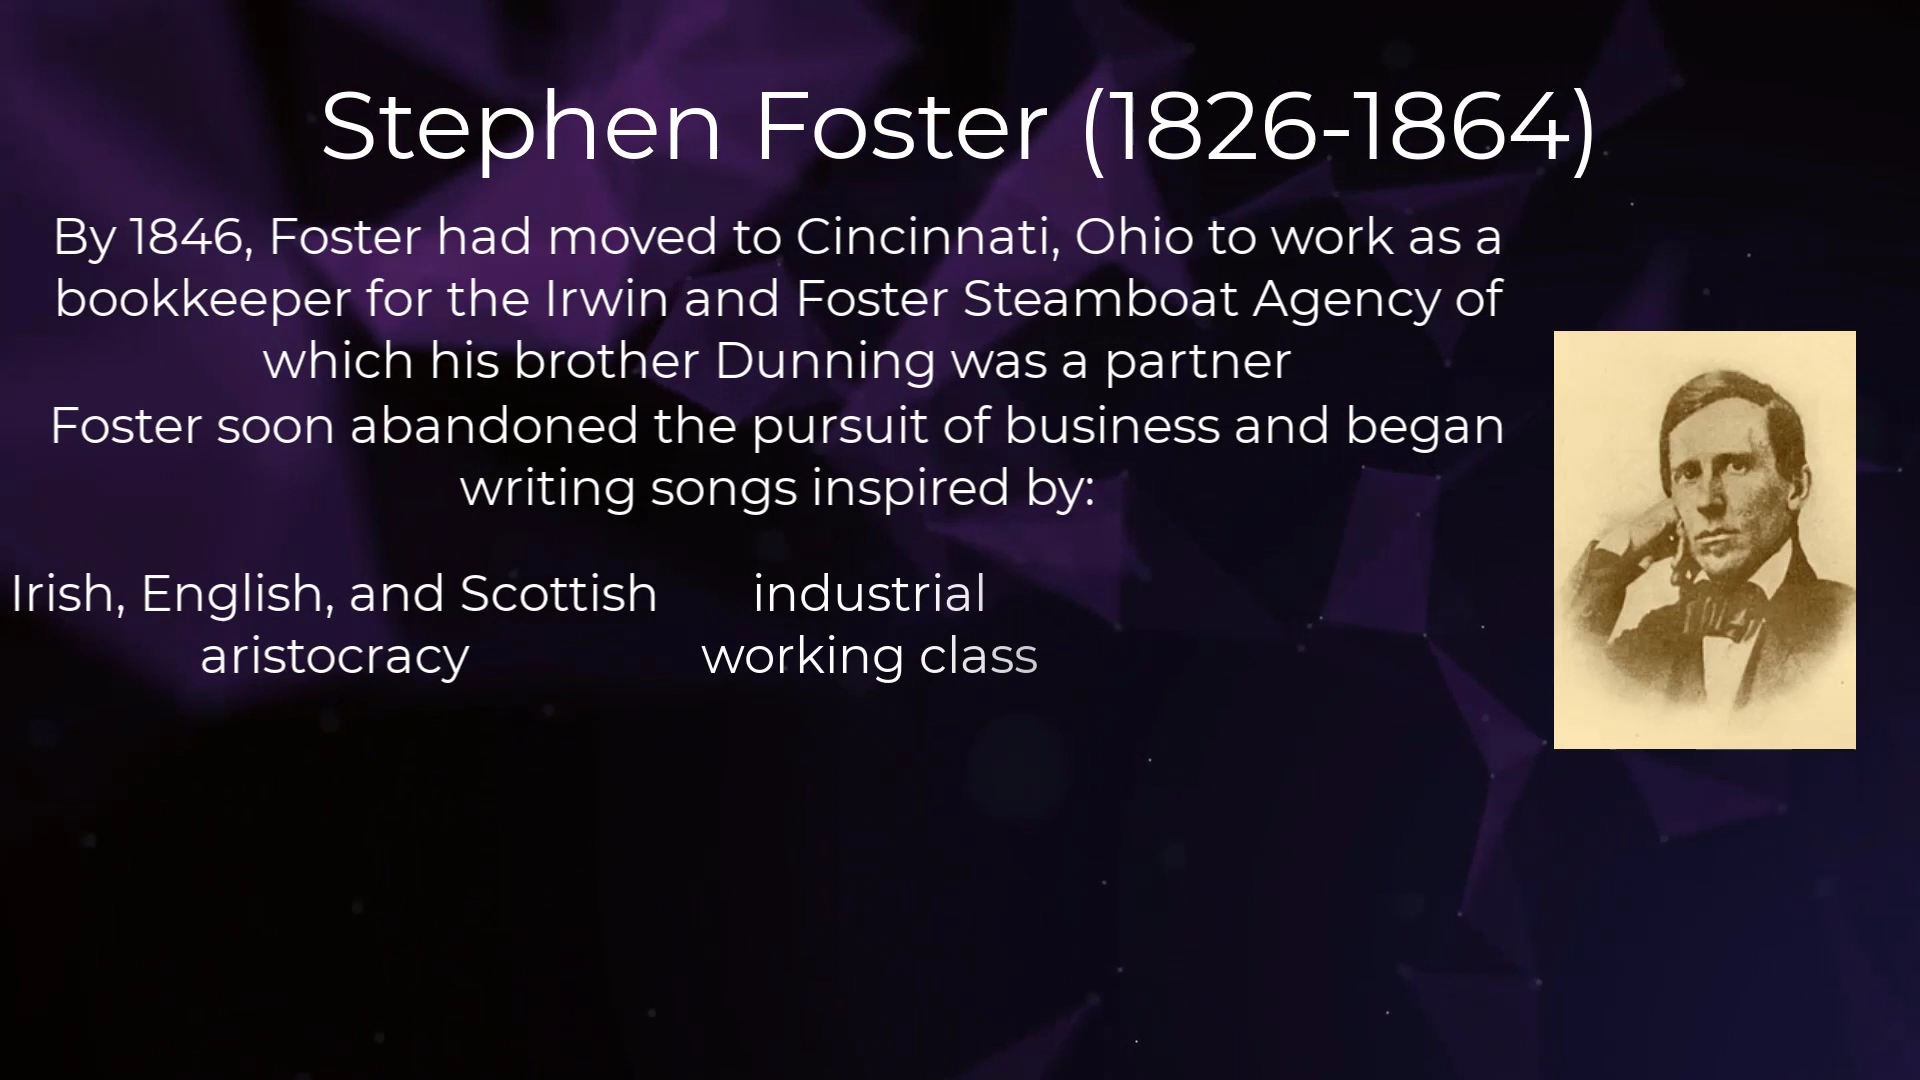 Stephen Foster (1826-1864)
By 1846, Foster had moved to Cincinnati, Ohio to work as a
bookkeeper for the Irwin and Foster Steamboat Agency of
which his brother Dunning was a partner
Foster soon abandoned the pursuit of business and began
writing songs inspired by:
Irish, English, and Scottish
aristocracy
industrial
working class